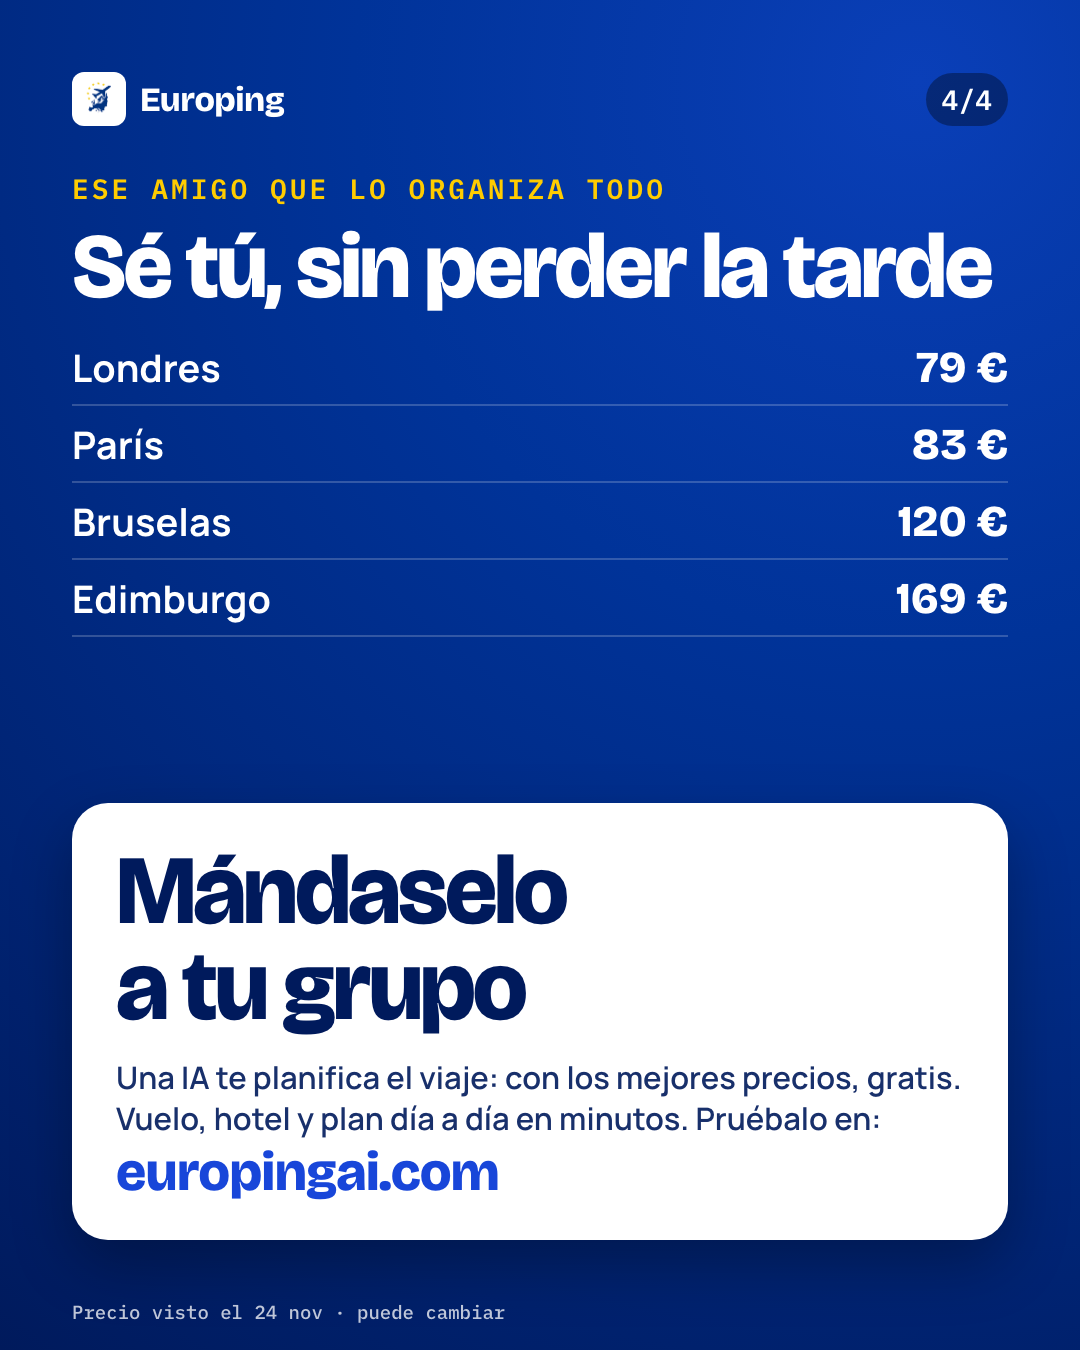 Europing
4/4
ESE AMIGO QUE LO ORGANIZA TODO
Sé tú, sin perder la tarde
Londres 79 €
París 83 €
Bruselas 120 €
Edimburgo 169 €
Mándaselo
a tu grupo
Una IA te planifica el viaje: con los mejores precios, gratis.
Vuelo, hotel y plan día a día en minutos. Pruébalo en:
europingai.com
Precio visto el 24 nov · puede cambiar